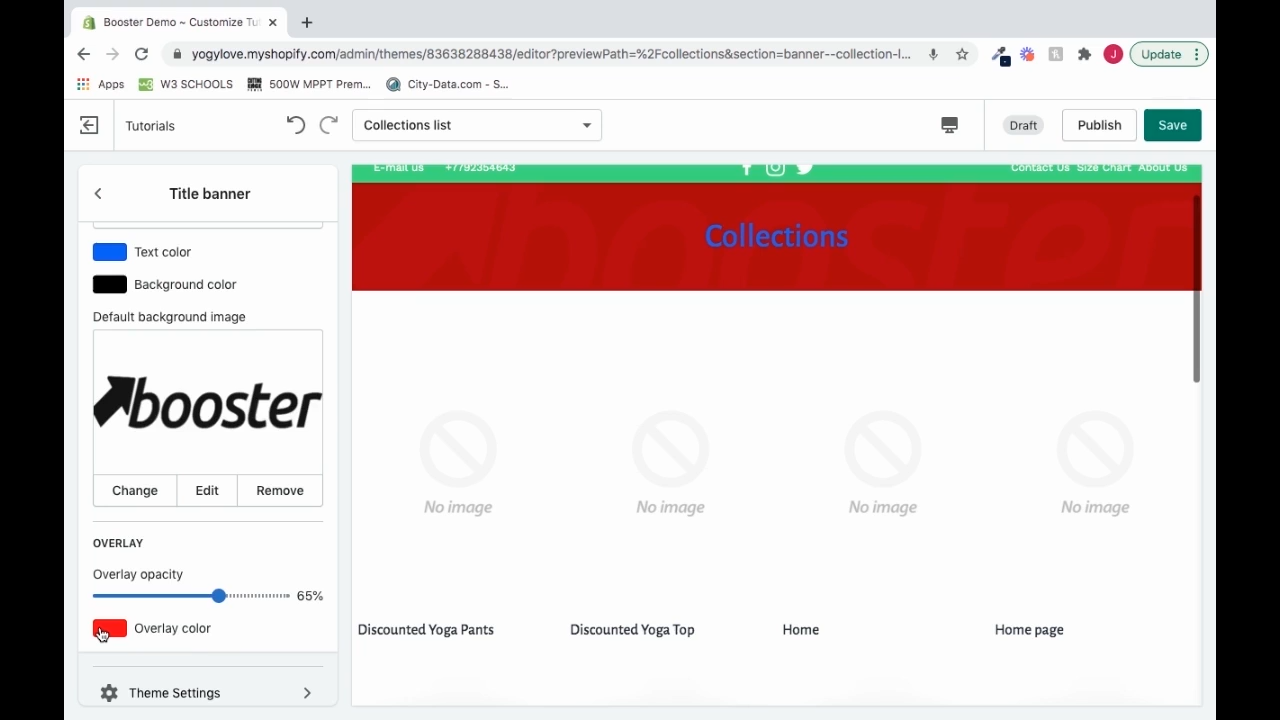 Booster Demo ~ Customize Tu
yogylove.myshopify.com/admin/themes/83638288438/editor?previewPath=%2Fcollections&section=banner--collection-l...
J
Update
Apps
W3 SCHOOLS
500W MPPT Prem...
City-Data.com - S...
Tutorials
Collections list
Draft
Publish
Save
E-mail us +7792354643
Contact Us Size Chart About Us
Title banner
booster
Collections
Text color
Background color
Default background image
booster
Change
Edit
Remove
No image
No image
No image
No image
OVERLAY
Overlay opacity
65%
Overlay color
Discounted Yoga Pants
Discounted Yoga Top
Home
Home page
Theme Settings